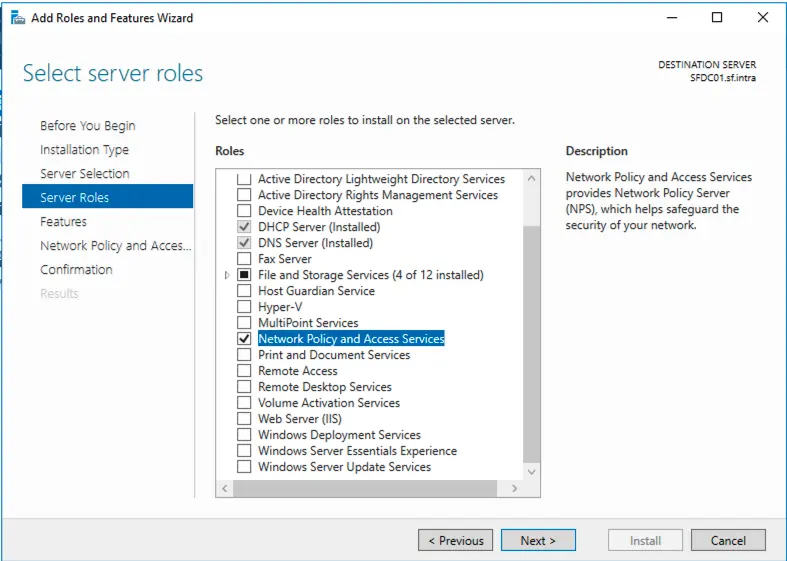 Add Roles and Features Wizard
Select server roles
DESTINATION SERVER
SFDC01.sf.intra
Before You Begin
Installation Type
Server Selection
Server Roles
Features
Network Policy and Acces...
Confirmation
Results
Select one or more roles to install on the selected server.
Roles
Active Directory Lightweight Directory Services
Active Directory Rights Management Services
Device Health Attestation
DHCP Server (Installed)
DNS Server (Installed)
Fax Server
File and Storage Services (4 of 12 installed)
Host Guardian Service
Hyper-V
MultiPoint Services
Network Policy and Access Services
Print and Document Services
Remote Access
Remote Desktop Services
Volume Activation Services
Web Server (IIS)
Windows Deployment Services
Windows Server Essentials Experience
Windows Server Update Services
Description
Network Policy and Access Services
provides Network Policy Server
(NPS), which helps safeguard the
security of your network.
< Previous
Next >
Install
Cancel